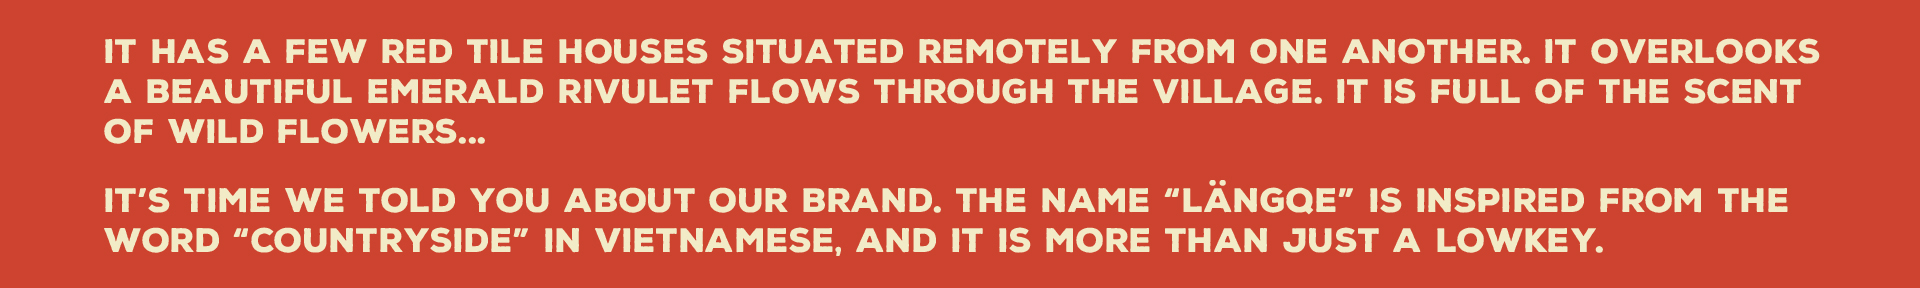 IT HAS A FEW RED TILE HOUSES SITUATED REMOTELY FROM ONE ANOTHER. IT OVERLOOKS
A BEAUTIFUL EMERALD RIVULET FLOWS THROUGH THE VILLAGE. IT IS FULL OF THE SCENT
OF WILD FLOWERS...
IT'S TIME WE TOLD YOU ABOUT OUR BRAND. THE NAME “LÄNGQE” IS INSPIRED FROM THE
WORD “COUNTRYSIDE” IN VIETNAMESE, AND IT IS MORE THAN JUST A LOWKEY.